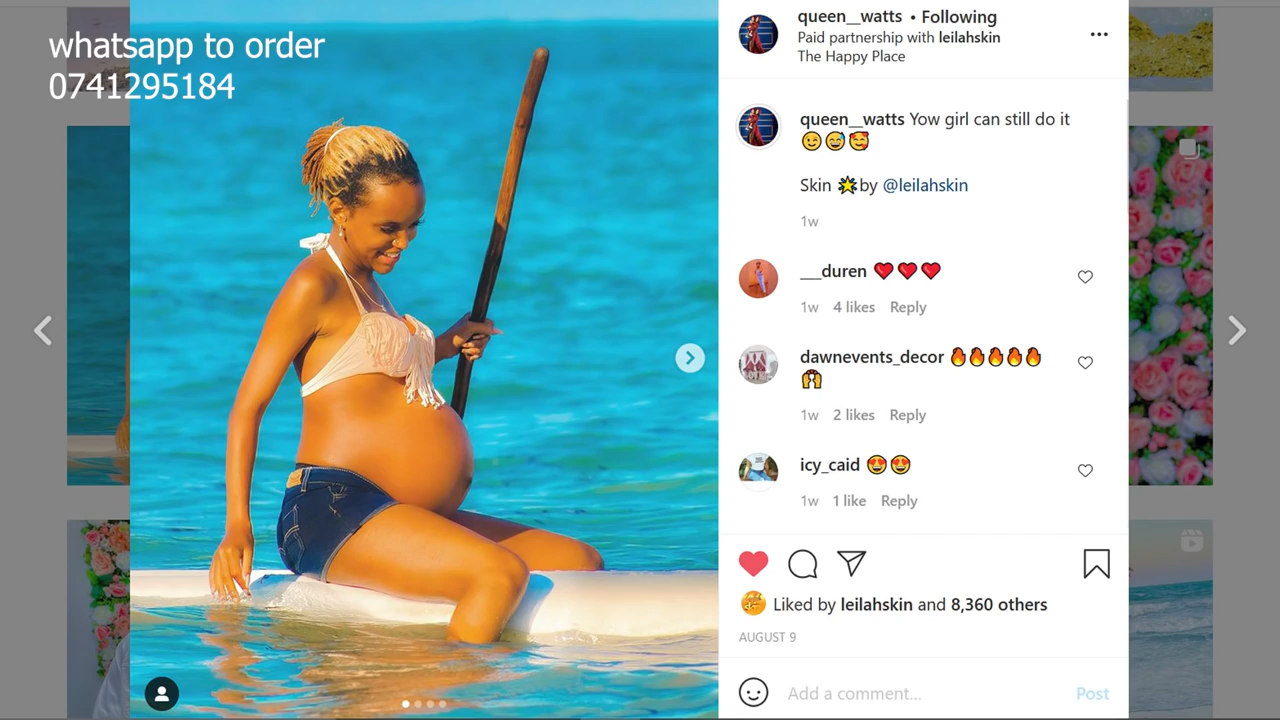 whatsapp to order
0741295184
queen__watts • Following
Paid partnership with leilahskin
The Happy Place
queen__watts Yow girl can still do it
😉😅🥰
Skin 🌟by @leilahskin
1w
___duren ❤️❤️❤️
1w 4 likes Reply
dawnevents_decor 🔥🔥🔥🔥🔥
🙌
1w 2 likes Reply
icy_caid 😍😍
1w 1 like Reply
Liked by leilahskin and 8,360 others
AUGUST 9
Add a comment... Post